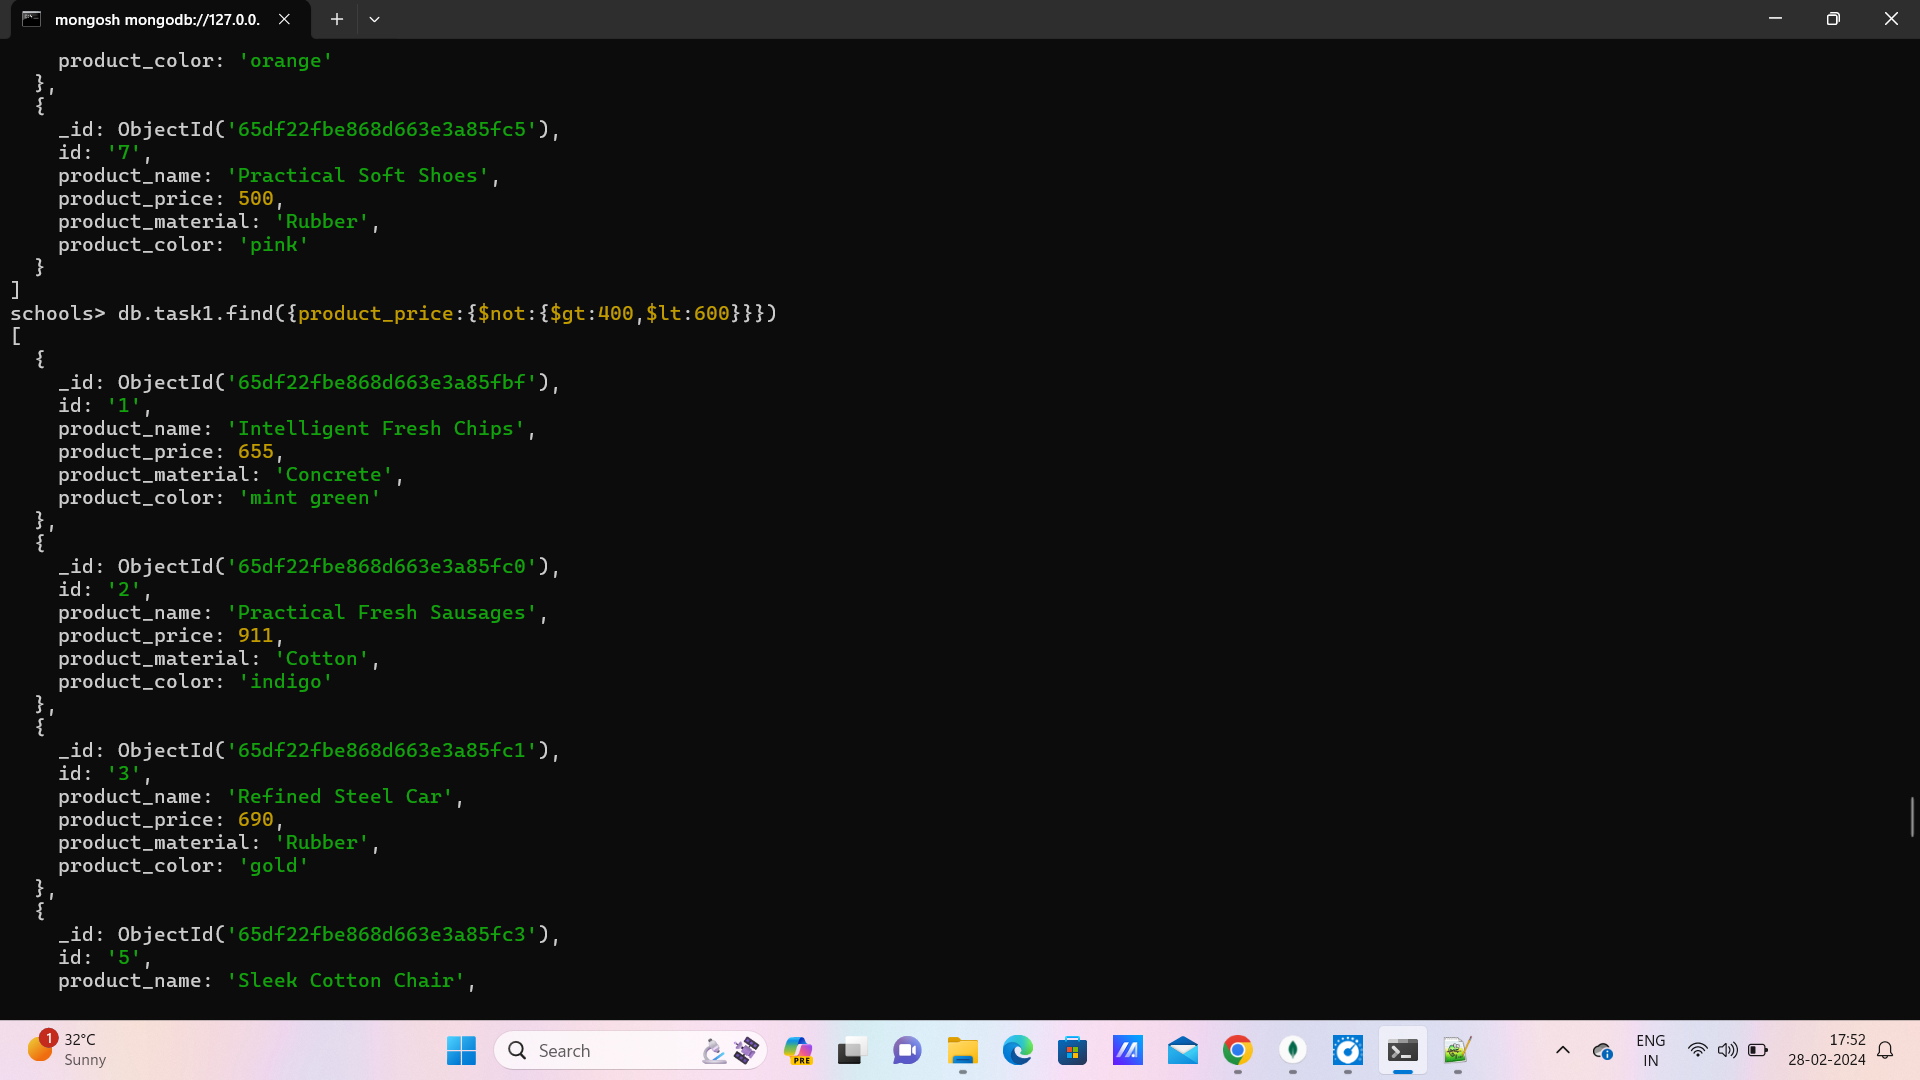 mongosh mongodb://127.0.0.
product_color: 'orange'
},
{
_id: ObjectId('65df22fbe868d663e3a85fc5'),
id: '7',
product_name: 'Practical Soft Shoes',
product_price: 500,
product_material: 'Rubber',
product_color: 'pink'
}
]
schools> db.task1.find({product_price:{$not:{$gt:400,$lt:600}}})
[
{
_id: ObjectId('65df22fbe868d663e3a85fbf'),
id: '1',
product_name: 'Intelligent Fresh Chips',
product_price: 655,
product_material: 'Concrete',
product_color: 'mint green'
},
{
_id: ObjectId('65df22fbe868d663e3a85fc0'),
id: '2',
product_name: 'Practical Fresh Sausages',
product_price: 911,
product_material: 'Cotton',
product_color: 'indigo'
},
{
_id: ObjectId('65df22fbe868d663e3a85fc1'),
id: '3',
product_name: 'Refined Steel Car',
product_price: 690,
product_material: 'Rubber',
product_color: 'gold'
},
{
_id: ObjectId('65df22fbe868d663e3a85fc3'),
id: '5',
product_name: 'Sleek Cotton Chair',
1
32°C
Sunny
Search
PRE
ENG
IN
17:52
28-02-2024